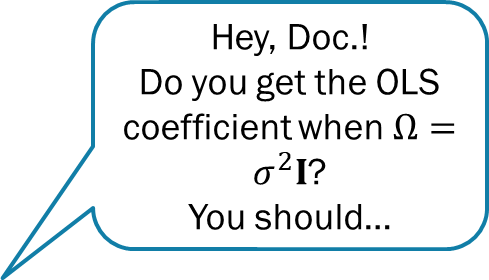 Hey, Doc.!
Do you get the OLS
coefficient when Ω =
σ²𝐈?
You should...